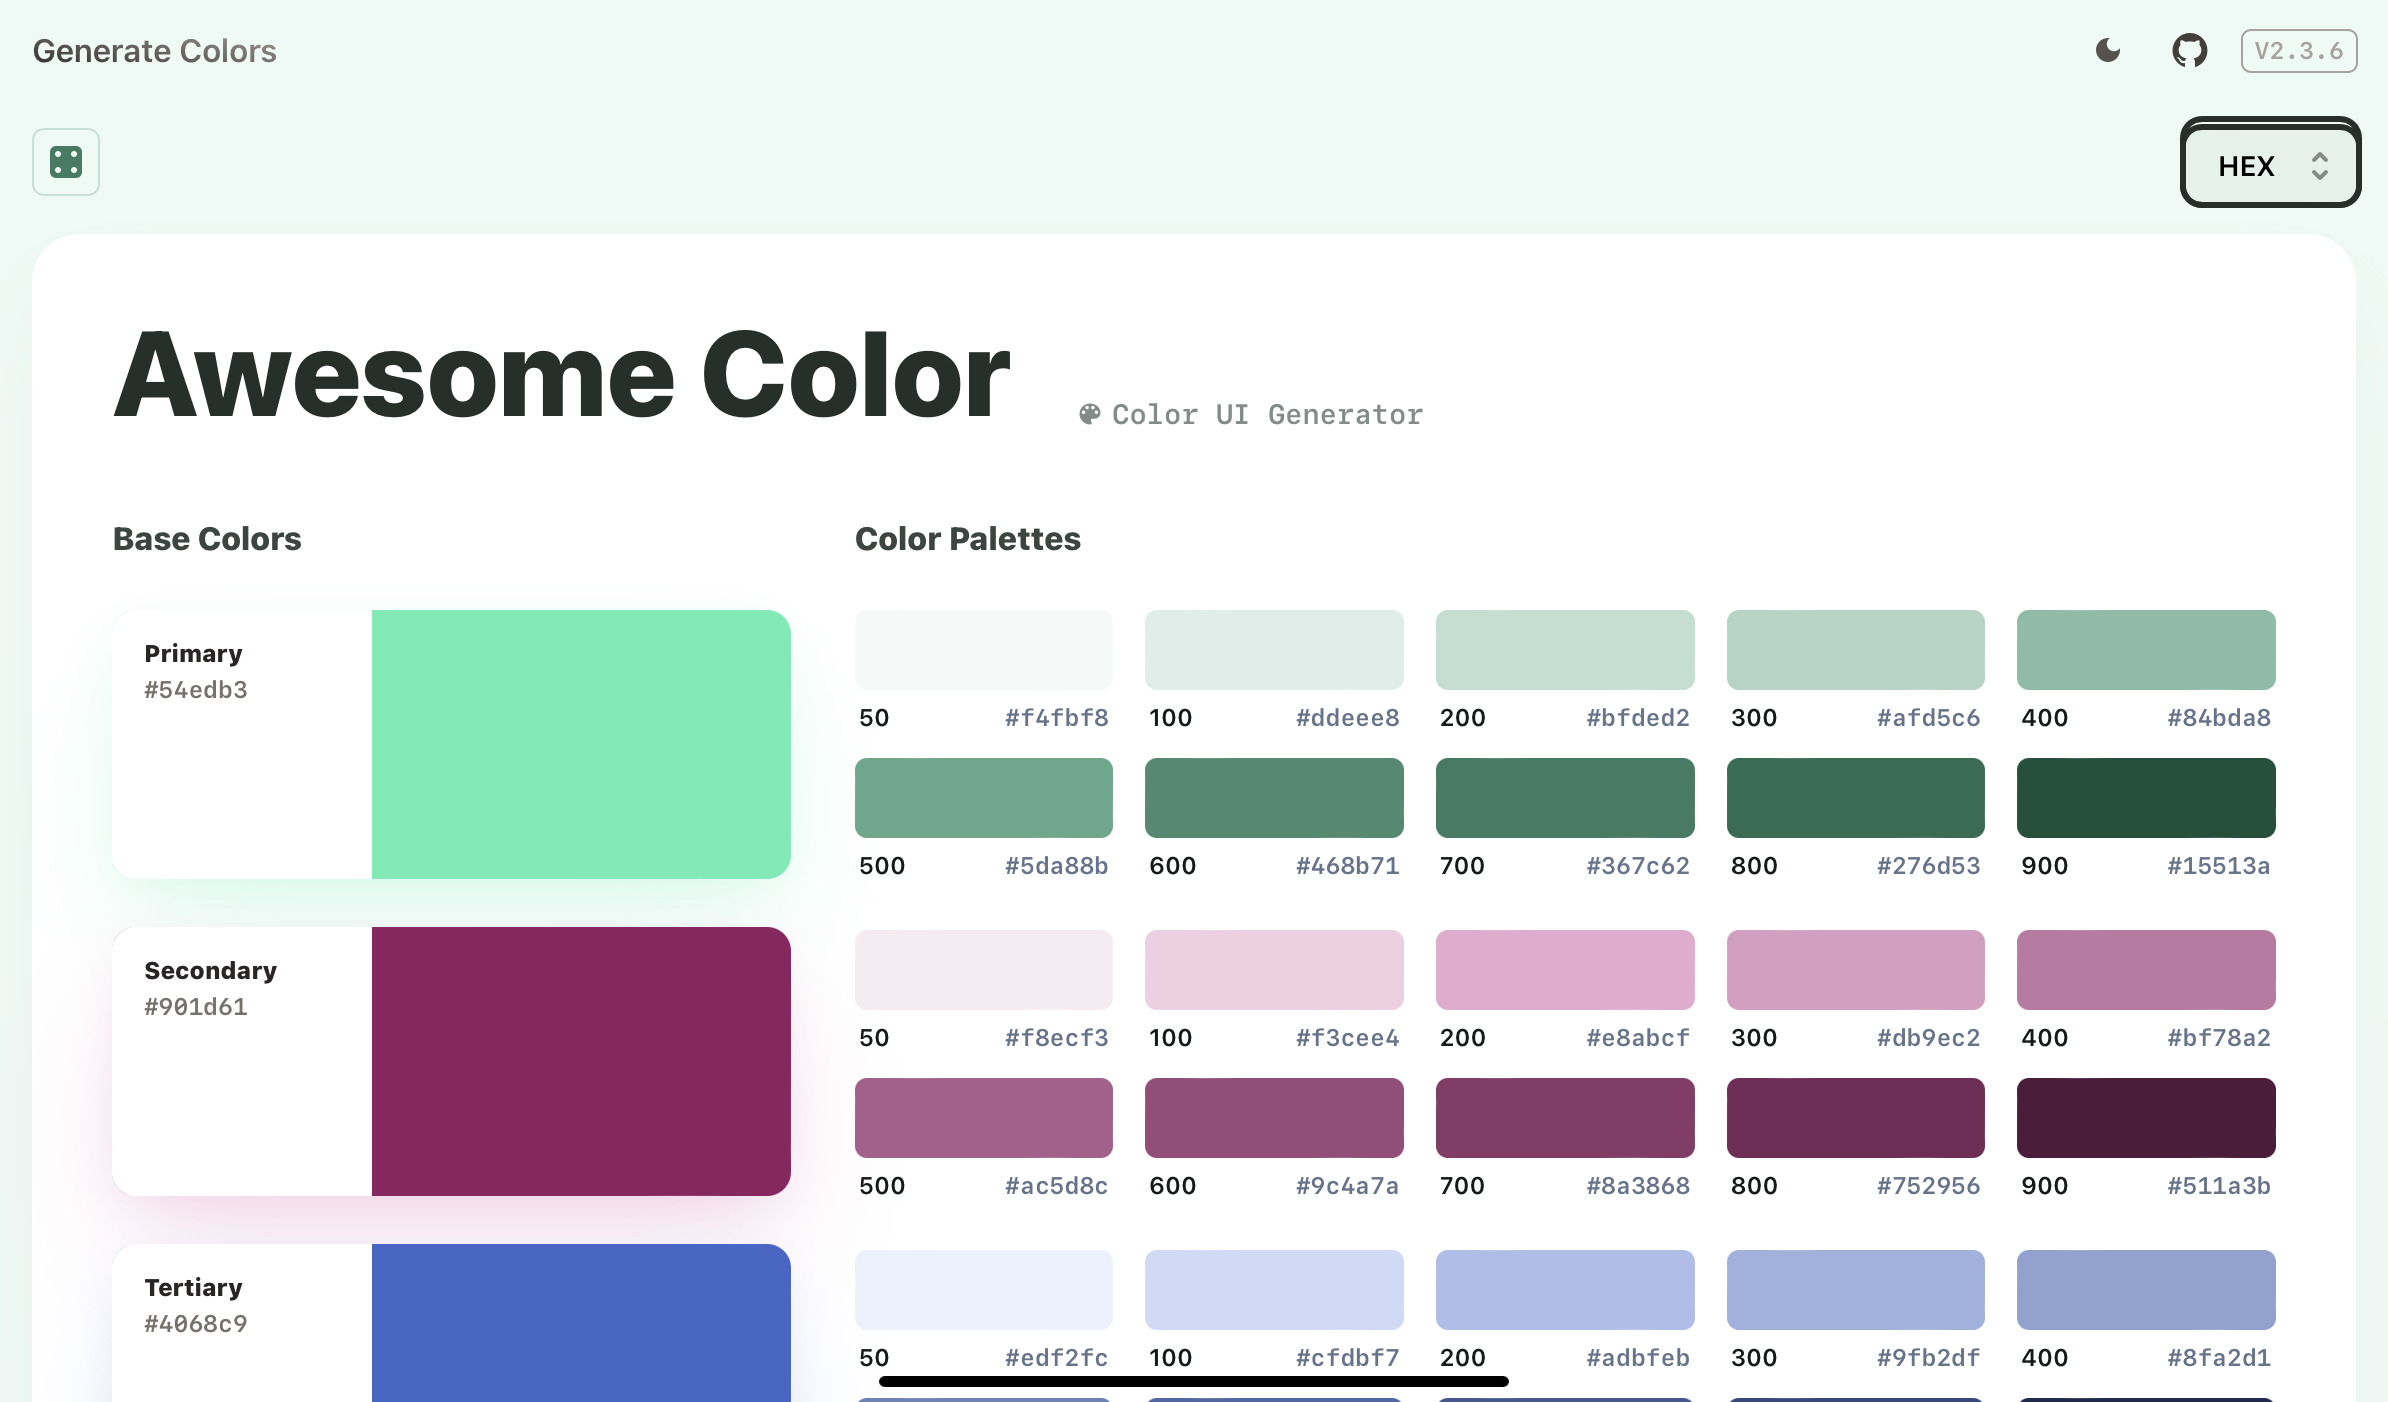 Generate Colors
V2.3.6
HEX
Awesome Color
Color UI Generator
Base Colors
Color Palettes
Primary
#54edb3
50 #f4fbf8 100 #ddeee8 200 #bfded2 300 #afd5c6 400 #84bda8
500 #5da88b 600 #468b71 700 #367c62 800 #276d53 900 #15513a
Secondary
#901d61
50 #f8ecf3 100 #f3cee4 200 #e8abcf 300 #db9ec2 400 #bf78a2
500 #ac5d8c 600 #9c4a7a 700 #8a3868 800 #752956 900 #511a3b
Tertiary
#4068c9
50 #edf2fc 100 #cfdbf7 200 #adbfeb 300 #9fb2df 400 #8fa2d1